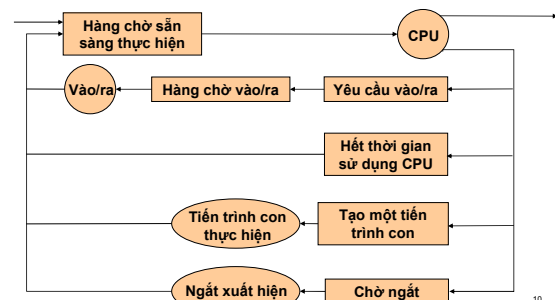 Hàng chờ sẵn
sàng thực hiện
CPU
Vào/ra
Hàng chờ vào/ra
Yêu cầu vào/ra
Hết thời gian
sử dụng CPU
Tiến trình con
thực hiện
Tạo một tiến
trình con
Ngắt xuất hiện
Chờ ngắt
10